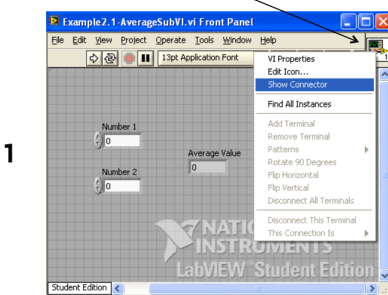 Example2.1-AverageSubVI.vi Front Panel
File Edit View Project Operate Tools Window Help
13pt Application Font
VI Properties
Edit Icon...
Show Connector
Find All Instances
Add Terminal
Remove Terminal
Patterns
Rotate 90 Degrees
Flip Horizontal
Flip Vertical
Disconnect All Terminals
Disconnect This Terminal
This Connection Is
1
Number 1
0
Average Value
0
Number 2
0
INSTRUMENTS
LabVIEW™ Student Edition
Student Edition